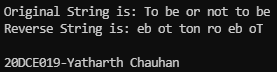 Original String is: To be or not to be
Reverse String is: eb ot ton ro eb oT
20DCE019-Yatharth Chauhan